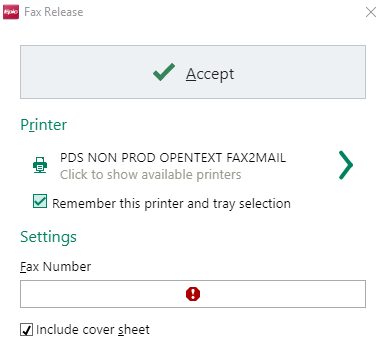 Epic Fax Release
Accept
Printer
PDS NON PROD OPENTEXT FAX2MAIL
Click to show available printers
Remember this printer and tray selection
Settings
Fax Number
Include cover sheet